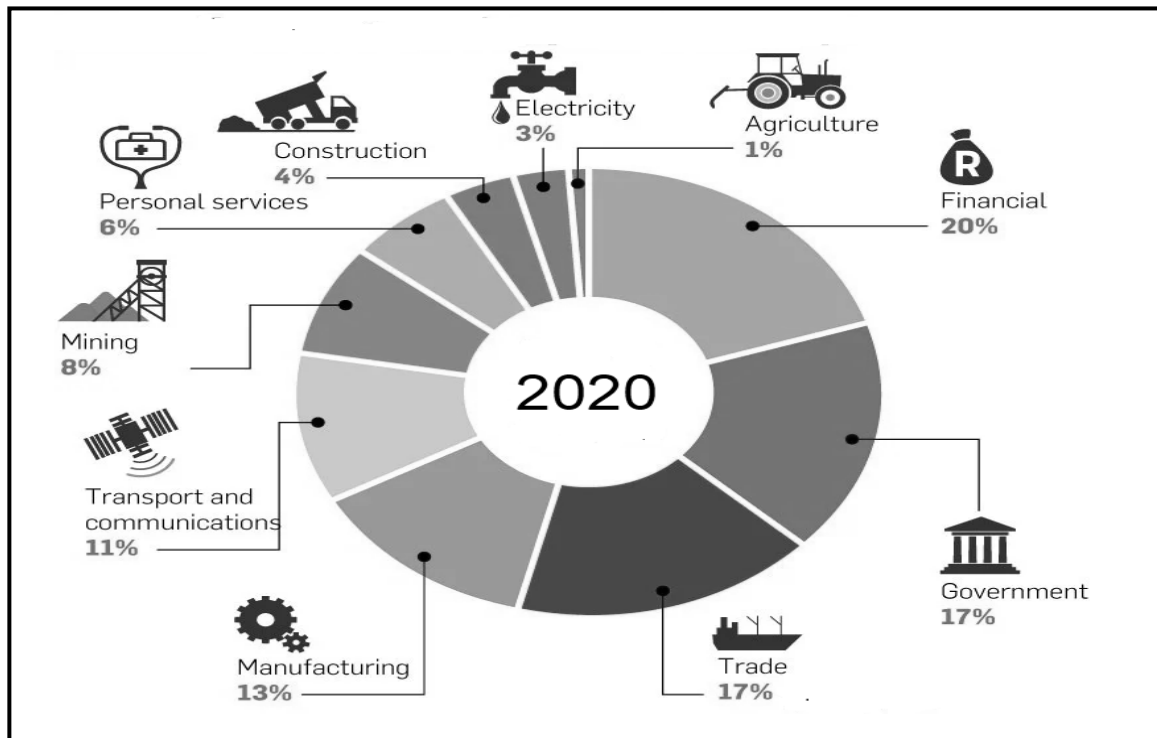 Electricity
3%
Agriculture
1%
Construction
4%
R
Financial
20%
Personal services
6%
Mining
8%
2020
Transport and
communications
11%
Government
17%
Manufacturing
13%
Trade
17%